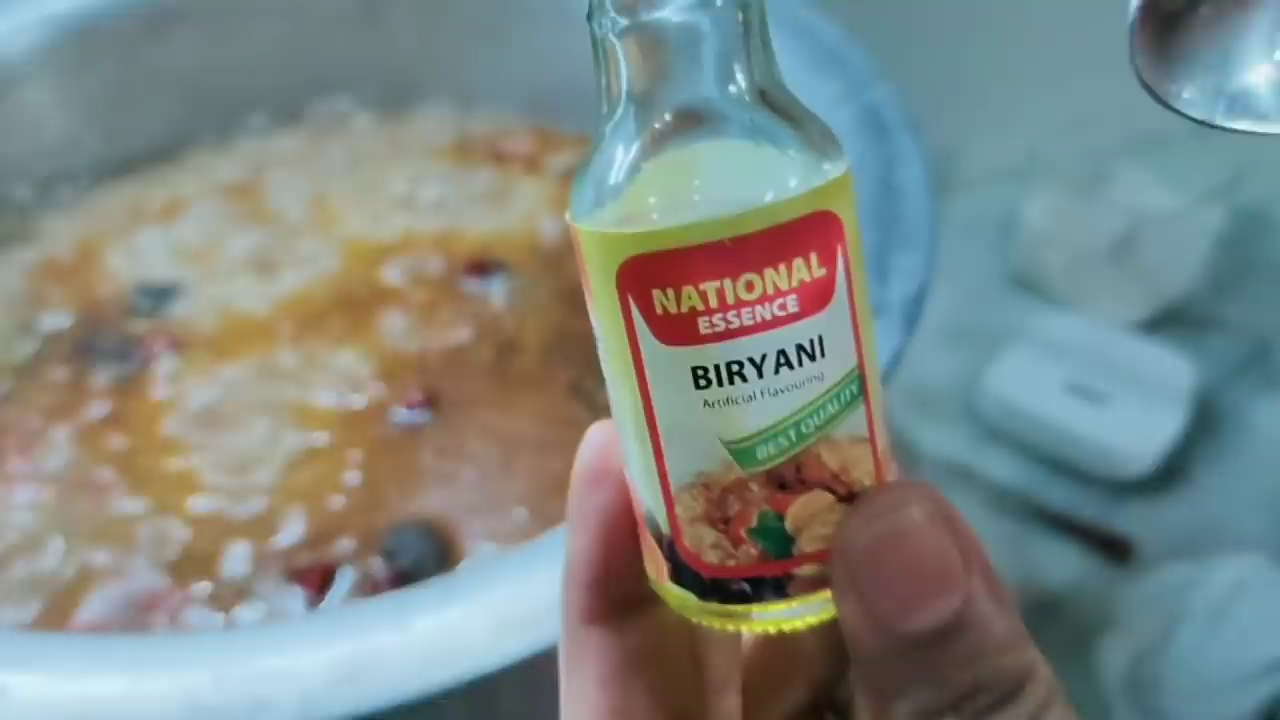 NATIONAL
ESSENCE
BIRYANI
Artificial Flavouring
BEST QUALITY